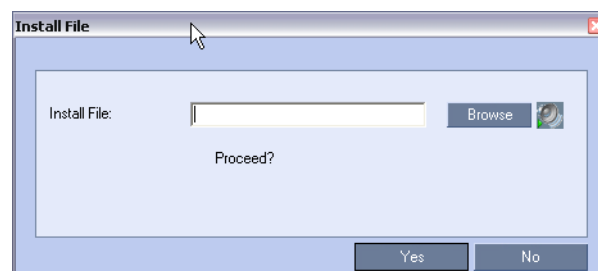 Install File
Install File:
Browse
Proceed?
Yes
No